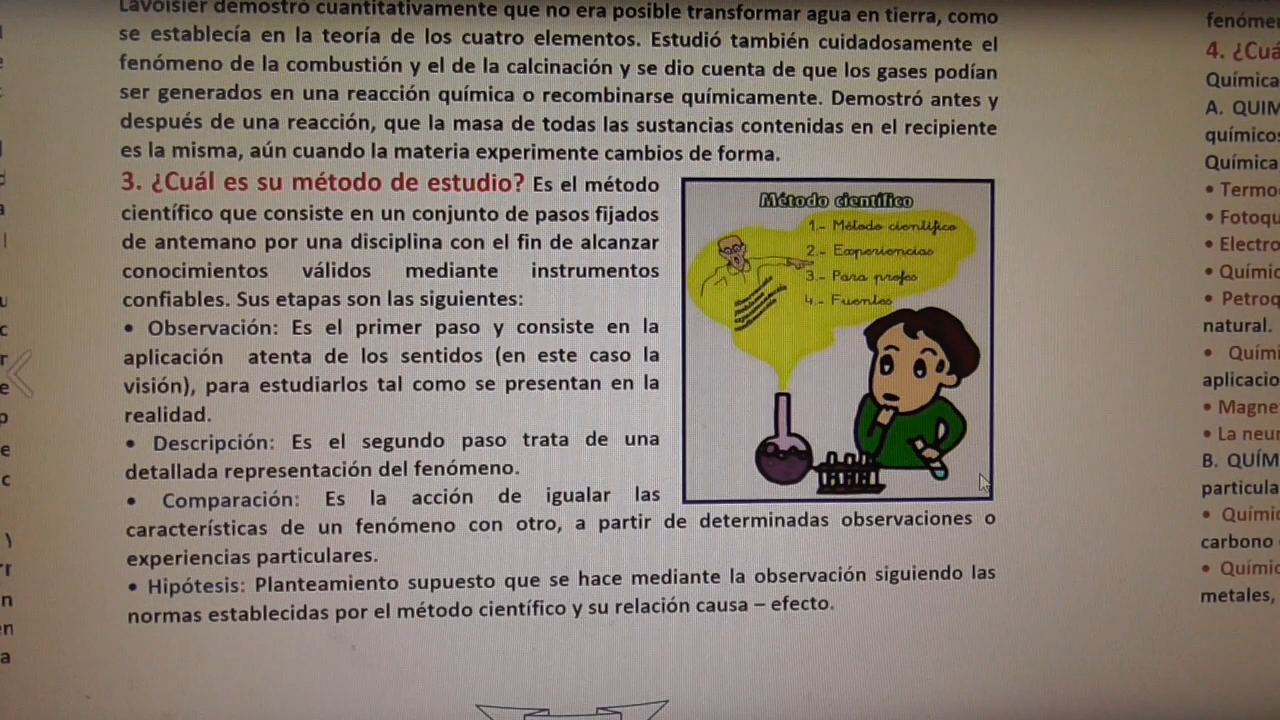 Lavoisier demostró cuantitativamente que no era posible transformar agua en tierra, como
se establecía en la teoría de los cuatro elementos. Estudió también cuidadosamente el
fenómeno de la combustión y el de la calcinación y se dio cuenta de que los gases podían
ser generados en una reacción química o recombinarse químicamente. Demostró antes y
después de una reacción, que la masa de todas las sustancias contenidas en el recipiente
es la misma, aún cuando la materia experimente cambios de forma.
3. ¿Cuál es su método de estudio? Es el método
científico que consiste en un conjunto de pasos fijados
de antemano por una disciplina con el fin de alcanzar
conocimientos válidos mediante instrumentos
confiables. Sus etapas son las siguientes:
• Observación: Es el primer paso y consiste en la
aplicación atenta de los sentidos (en este caso la
visión), para estudiarlos tal como se presentan en la
realidad.
• Descripción: Es el segundo paso trata de una
detallada representación del fenómeno.
• Comparación: Es la acción de igualar las
características de un fenómeno con otro, a partir de determinadas observaciones o
experiencias particulares.
• Hipótesis: Planteamiento supuesto que se hace mediante la observación siguiendo las
normas establecidas por el método científico y su relación causa – efecto.
Método científico
1.- Método científico
2.- Experiencias
3.- Para profes
4.- Fuentes
4. ¿Cuá
Química
A. QUIM
Química
• Termo
• Fotoqu
• Electro
• Químic
• Petroq
natural.
• Quími
aplicacio
• Magne
• La neur
B. QUÍM
particula
• Químic
carbono
• Químic
metales,